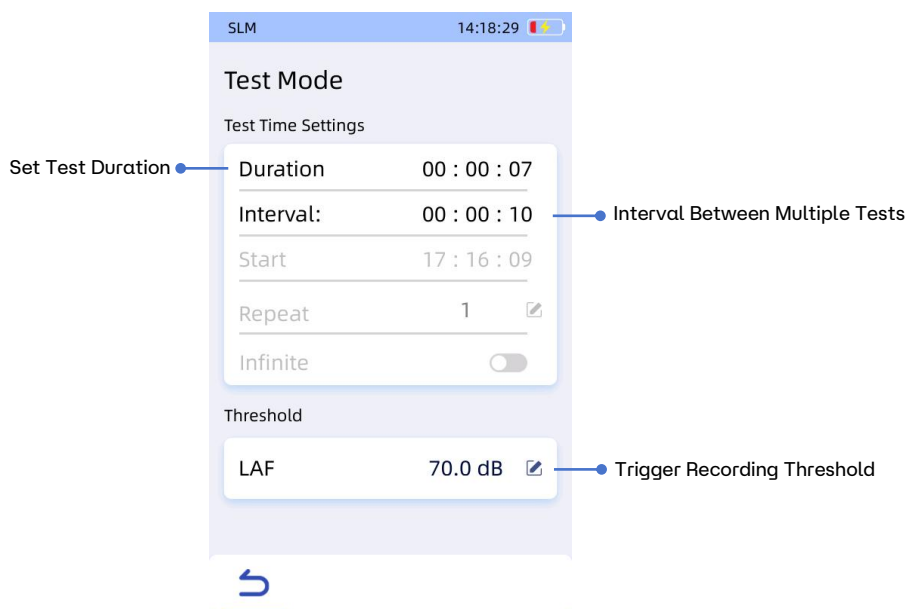 SLM 14:18:29
Test Mode
Test Time Settings
Set Test Duration
Duration 00 : 00 : 07
Interval: 00 : 00 : 10
Interval Between Multiple Tests
Start 17 : 16 : 09
Repeat 1
Infinite
Threshold
LAF 70.0 dB
Trigger Recording Threshold